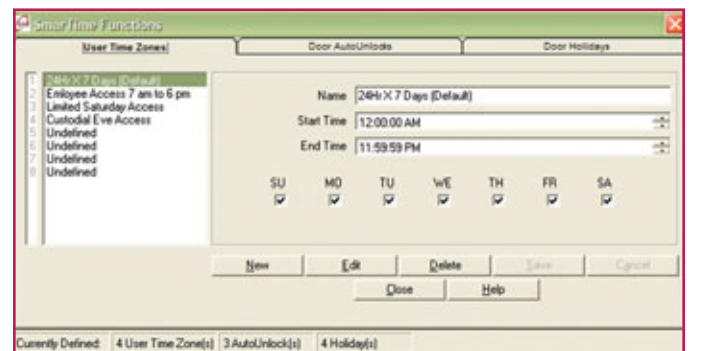 SmarTime Functions
User Time Zones
Door AutoUnlocks
Door Holidays
1 24Hr X 7 Days (Default)
2 Emloyee Access 7 am to 6 pm
3 Limited Saturday Access
4 Custodial Eve Access
5 Undefined
6 Undefined
7 Undefined
8 Undefined
Name 24Hr X 7 Days (Default)
Start Time 12:00:00 AM
End Time 11:59:59 PM
SU MO TU WE TH FR SA
New Edit Delete Save Cancel
Close Help
Currently Defined: 4 User Time Zone(s) 3 AutoUnlock(s) 4 Holiday(s)